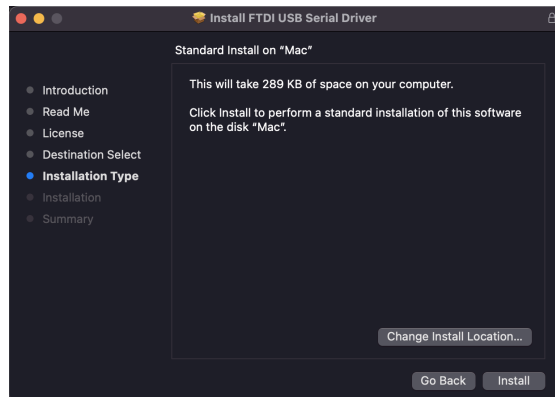 Install FTDI USB Serial Driver
Standard Install on “Mac”
Introduction
Read Me
License
Destination Select
Installation Type
Installation
Summary
This will take 289 KB of space on your computer.
Click Install to perform a standard installation of this software
on the disk “Mac”.
Change Install Location...
Go Back
Install